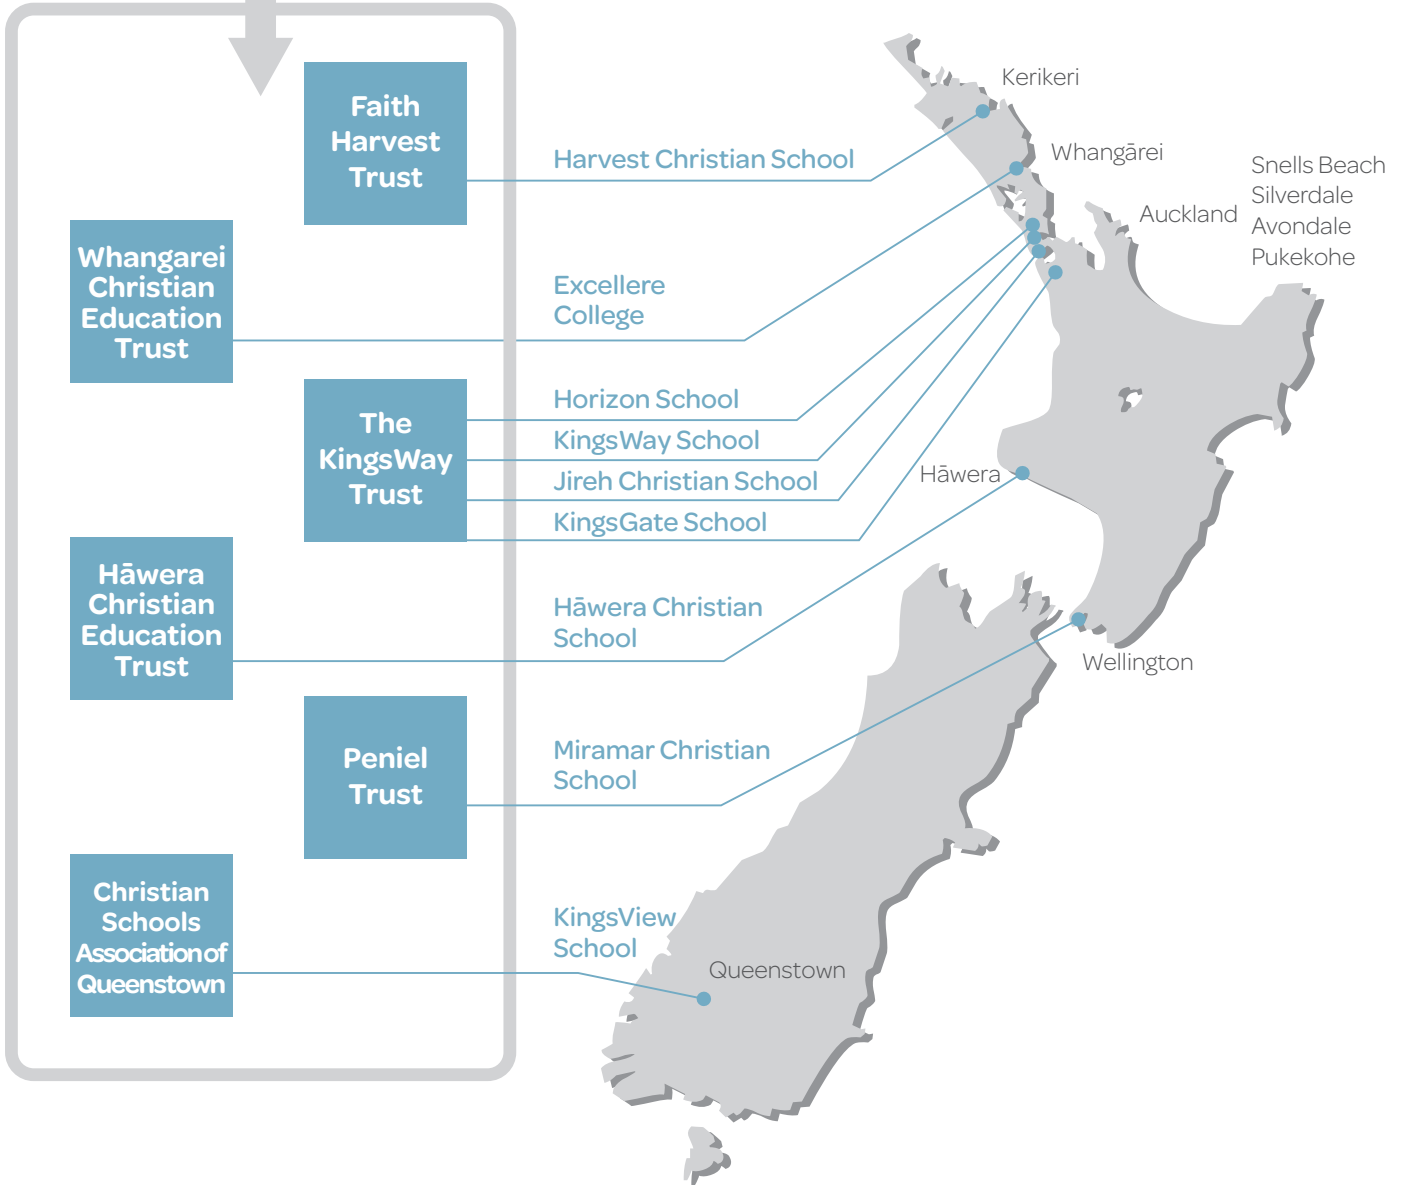 Faith
Harvest
Trust
Whangarei
Christian
Education
Trust
The
KingsWay
Trust
Hāwera
Christian
Education
Trust
Peniel
Trust
Christian
Schools
Association of
Queenstown
Harvest Christian School
Excellere
College
Horizon School
KingsWay School
Jireh Christian School
KingsGate School
Hāwera Christian
School
Miramar Christian
School
KingsView
School
Kerikeri
Whangārei
Auckland
Snells Beach
Silverdale
Avondale
Pukekohe
Hāwera
Wellington
Queenstown